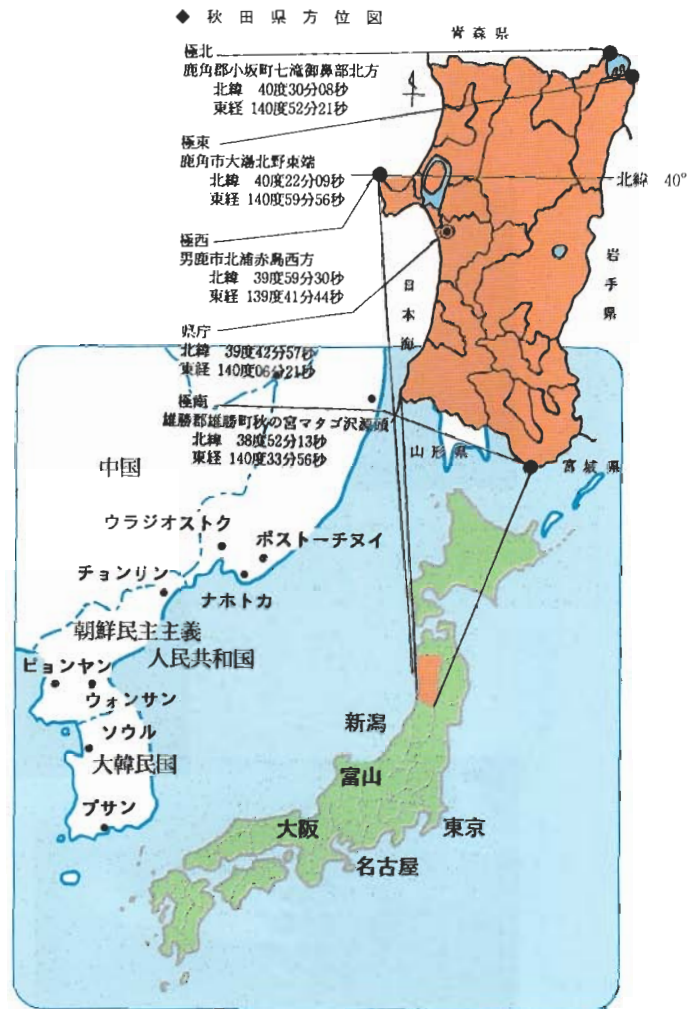 ◆ 秋田県方位図
青森県
極北
鹿角郡小坂町七滝御鼻部北方
北緯 40度30分08秒
東経 140度52分21秒
極東
鹿角市大湯北野東端
北緯 40度22分09秒
東経 140度59分56秒
北緯 40°
極西
男鹿市北浦赤島西方
北緯 39度59分30秒
東経 139度41分44秒
岩手県
日本海
県庁
北緯 39度42分57秒
東経 140度06分21秒
極南
雄勝郡雄勝町秋の宮マタゴ沢源頭
北緯 38度52分13秒
東経 140度33分56秒
山形県
宮城県
中国
ウラジオストク
ボストーチヌイ
チョンリン
ナホトカ
朝鮮民主主義
人民共和国
ピョンヤン
ウォンサン
ソウル
大韓民国
プサン
新潟
富山
大阪
東京
名古屋